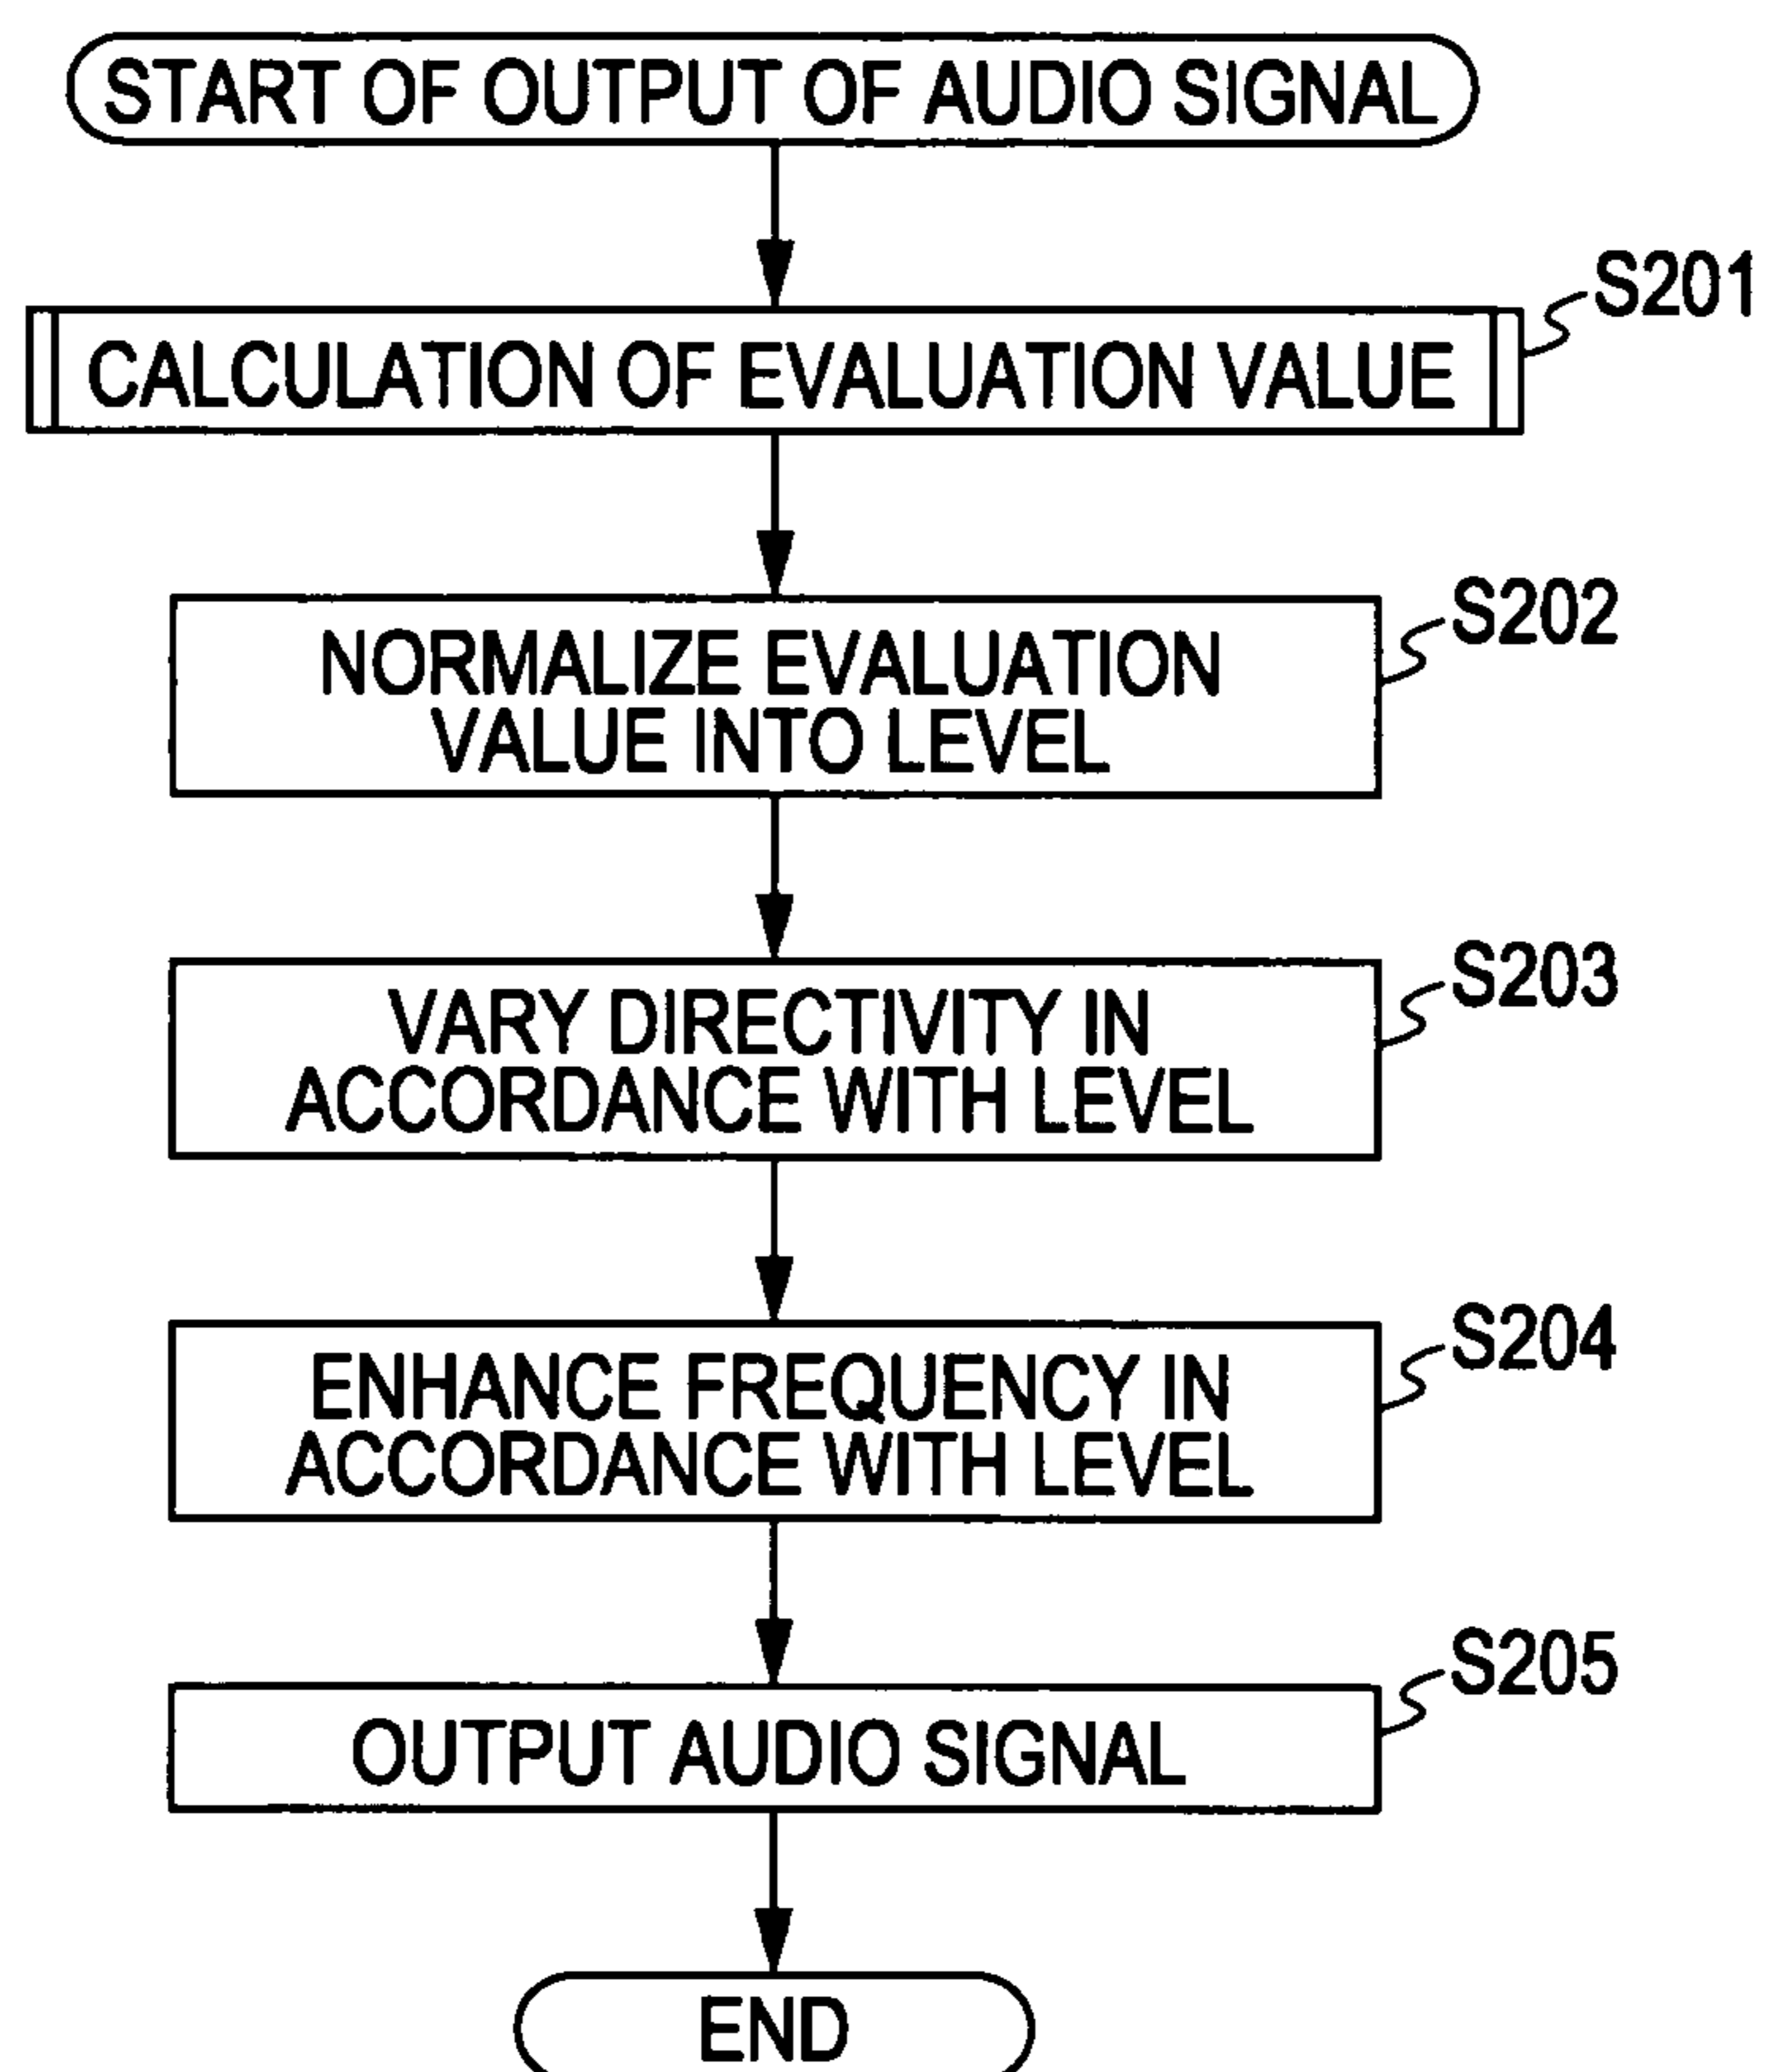 START OF OUTPUT OF AUDIO SIGNAL
S201
CALCULATION OF EVALUATION VALUE
S202
NORMALIZE EVALUATION
VALUE INTO LEVEL
S203
VARY DIRECTIVITY IN
ACCORDANCE WITH LEVEL
S204
ENHANCE FREQUENCY IN
ACCORDANCE WITH LEVEL
S205
OUTPUT AUDIO SIGNAL
END